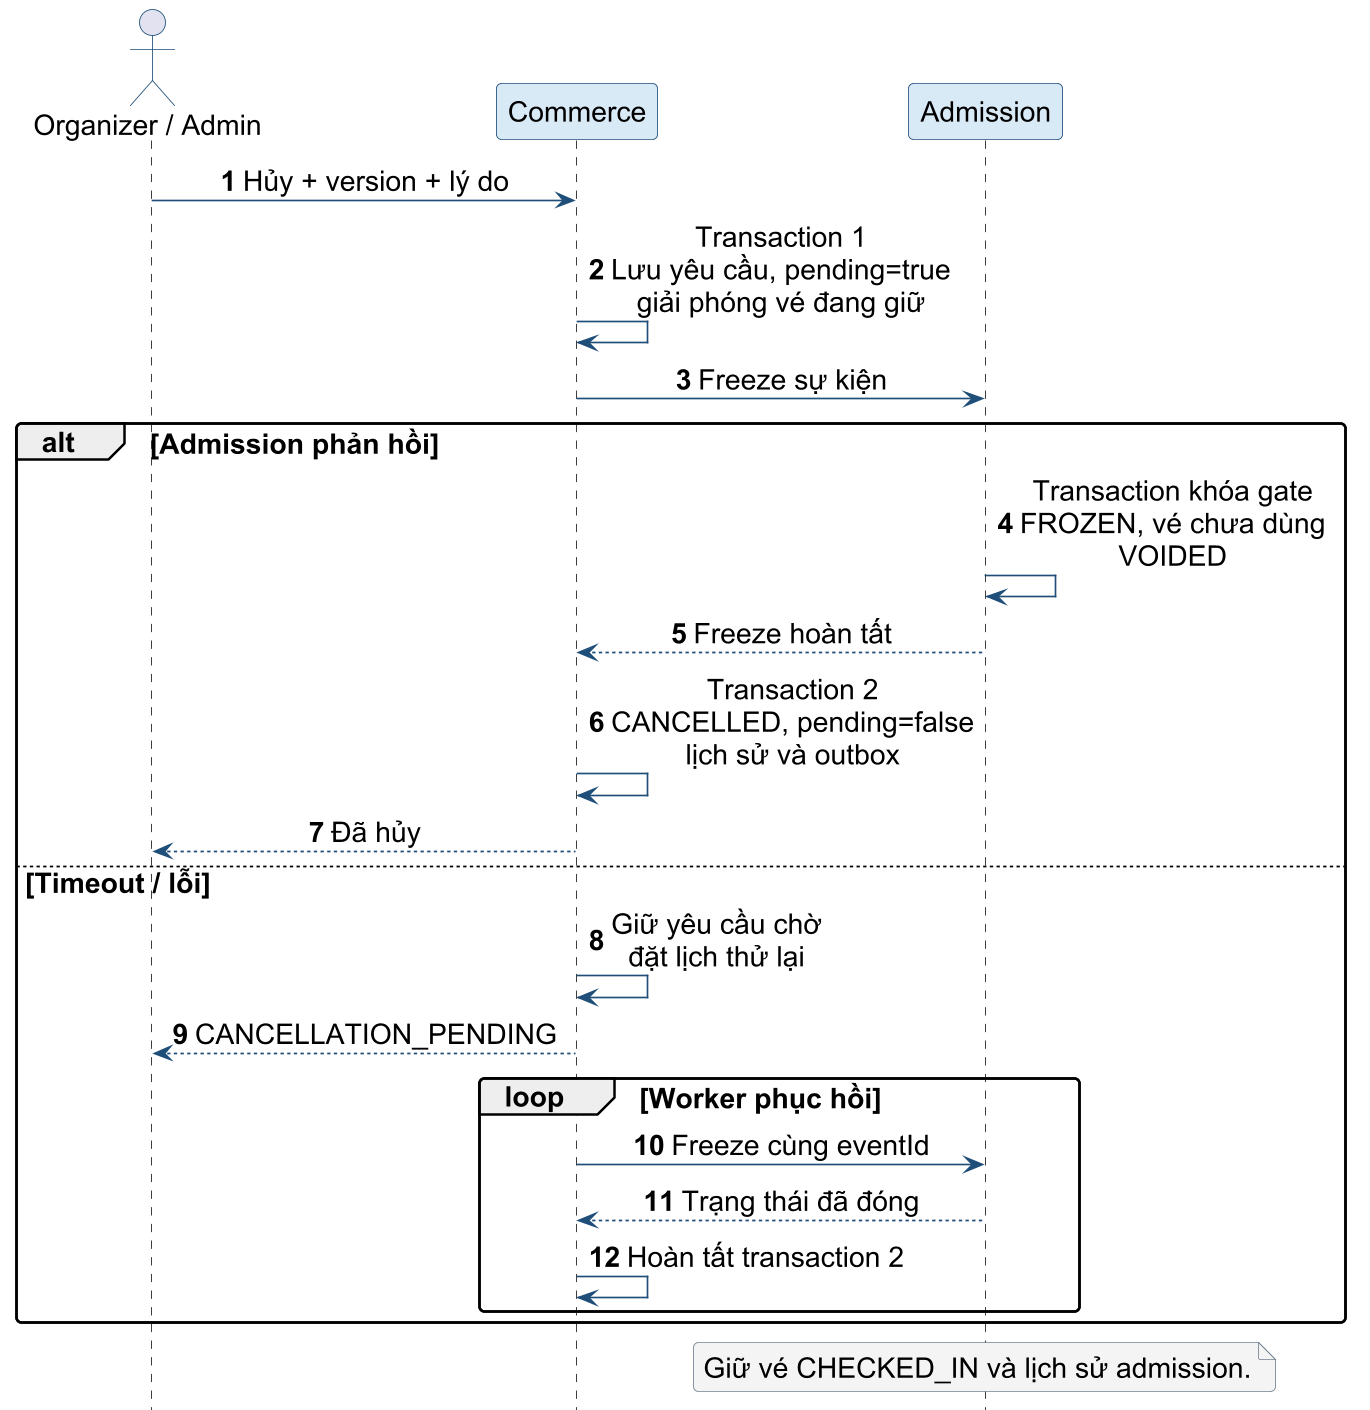 Organizer / Admin
Commerce
Admission
1 Hủy + version + lý do
Transaction 1
2 Lưu yêu cầu, pending=true
giải phóng vé đang giữ
3 Freeze sự kiện
alt [Admission phản hồi]
Transaction khóa gate
4 FROZEN, vé chưa dùng
VOIDED
5 Freeze hoàn tất
Transaction 2
6 CANCELLED, pending=false
lịch sử và outbox
7 Đã hủy
[Timeout / lỗi]
8 Giữ yêu cầu chờ
đặt lịch thử lại
9 CANCELLATION_PENDING
loop [Worker phục hồi]
10 Freeze cùng eventId
11 Trạng thái đã đóng
12 Hoàn tất transaction 2
Giữ vé CHECKED_IN và lịch sử admission.